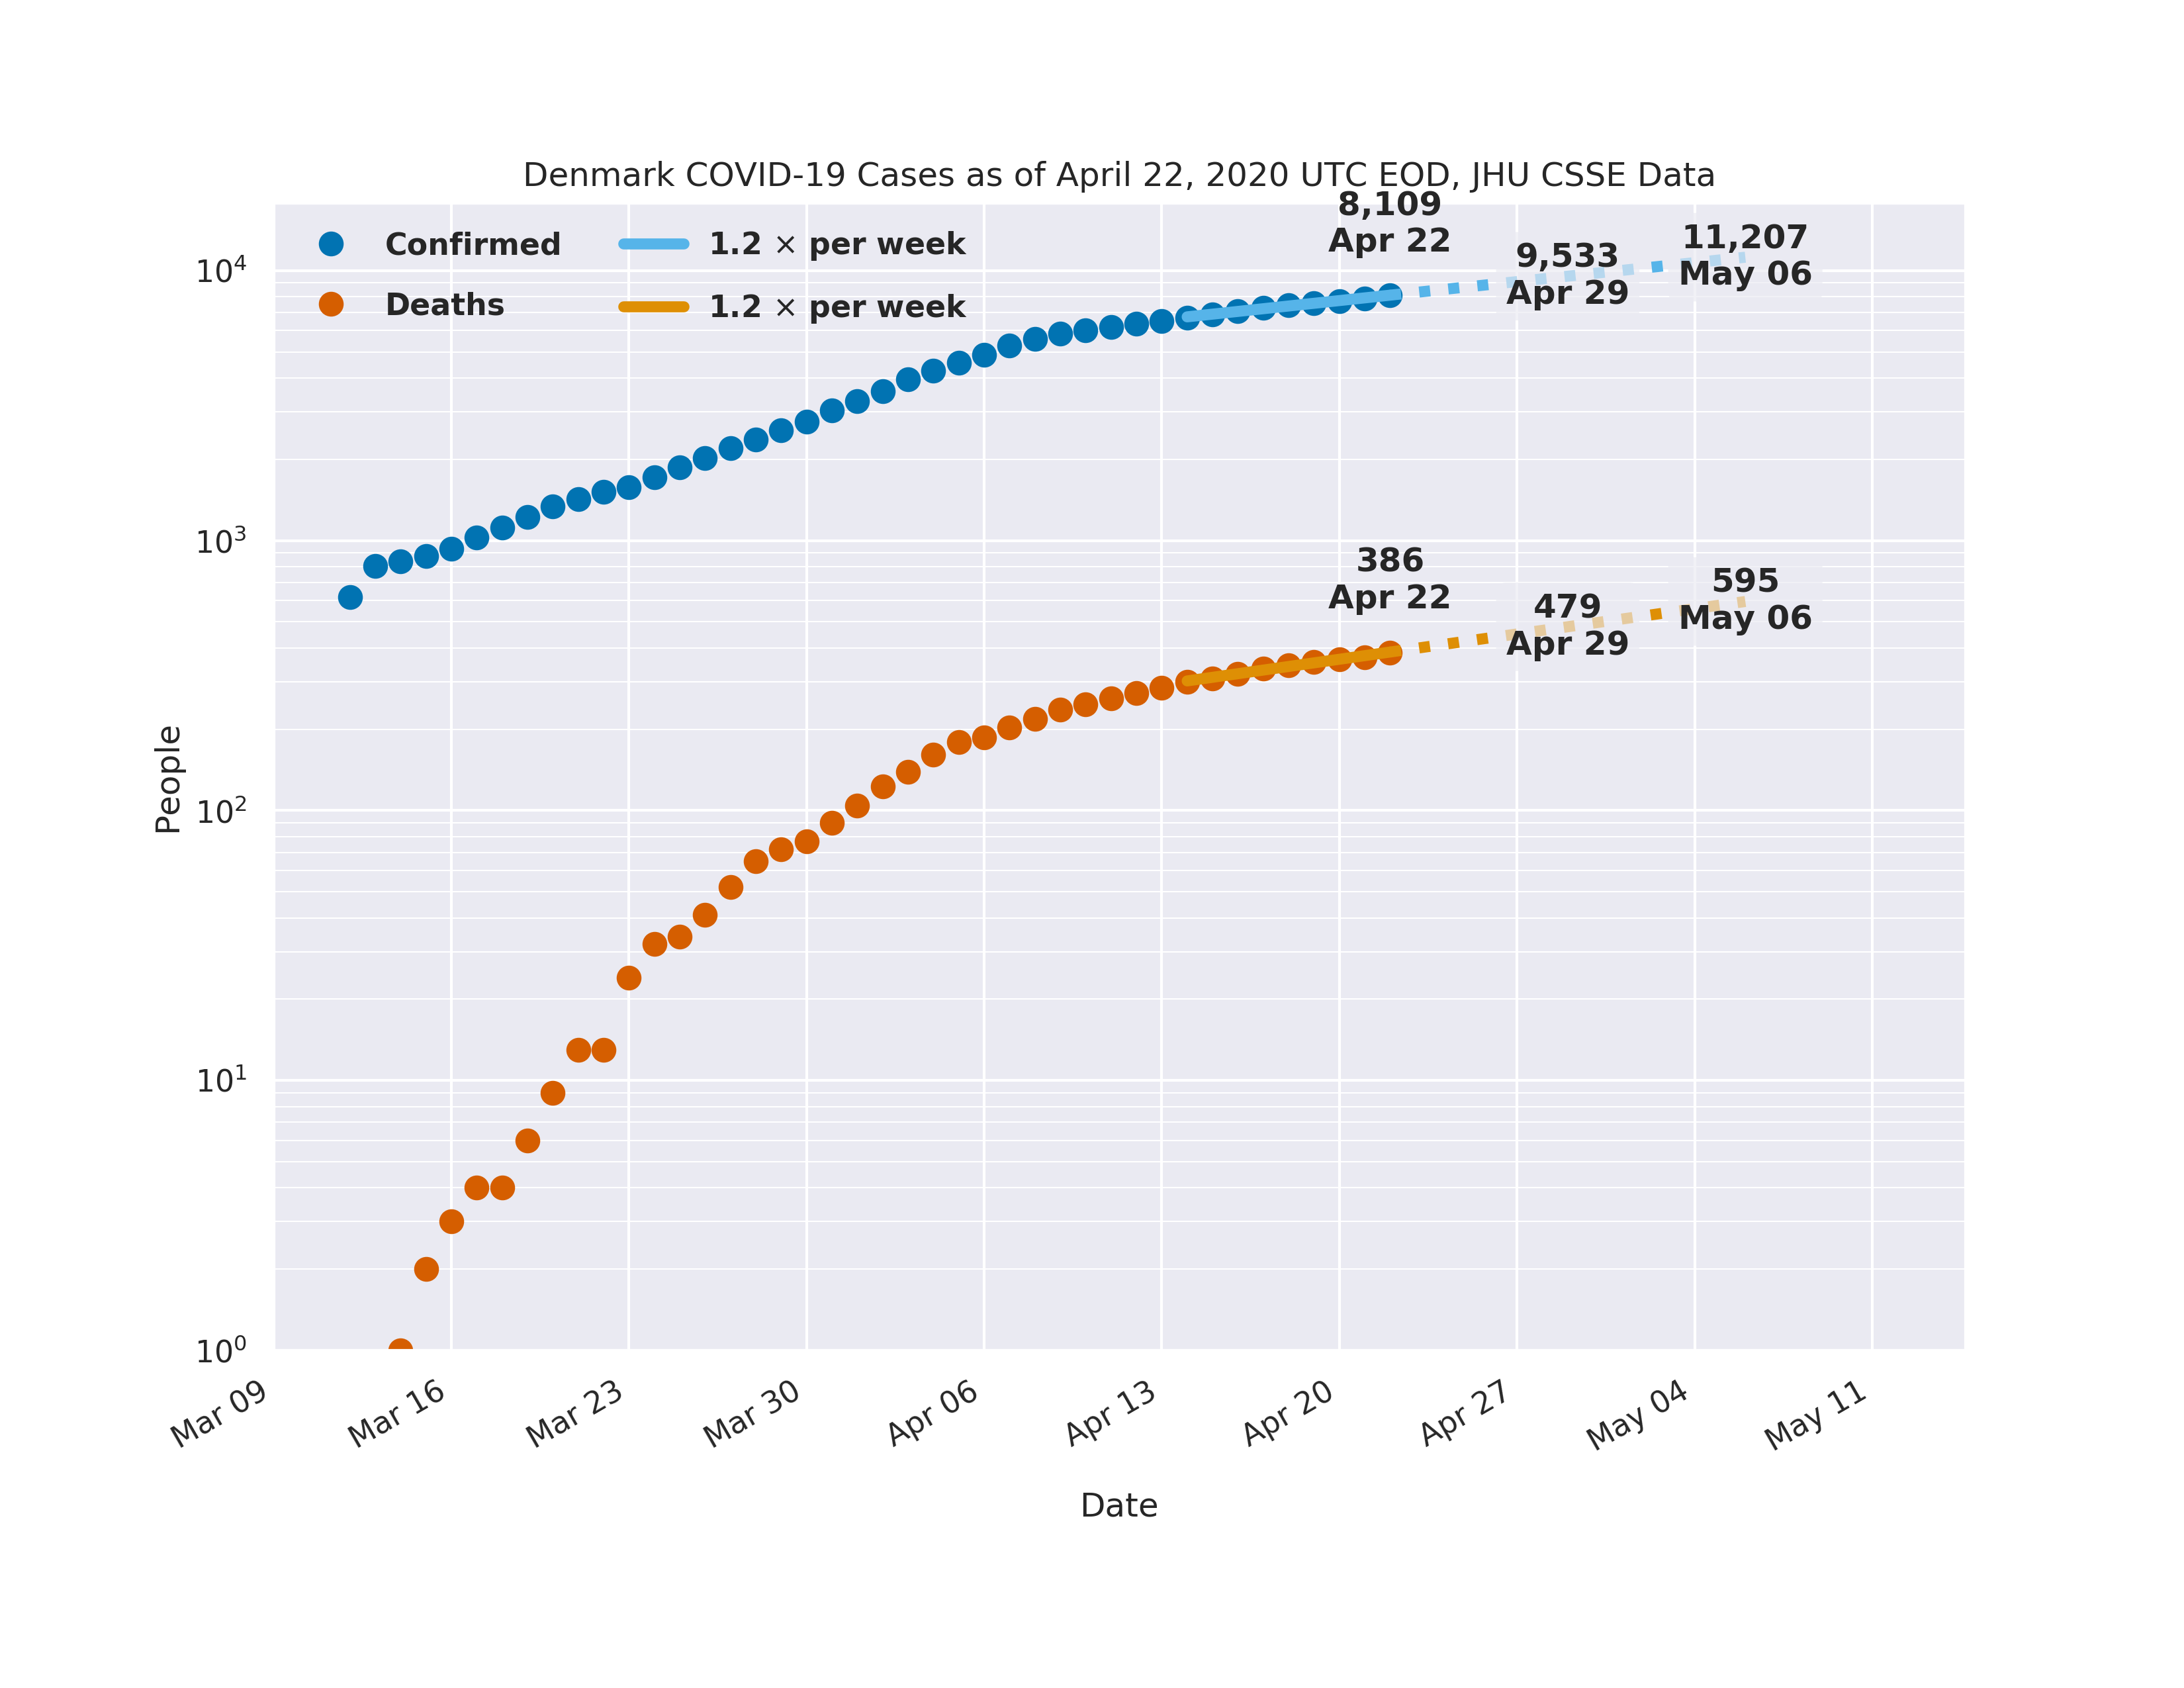 Denmark COVID-19 Cases as of April 22, 2020 UTC EOD, JHU CSSE Data
Confirmed
Deaths
1.2 × per week
1.2 × per week
8,109
Apr 22
9,533
Apr 29
11,207
May 06
386
Apr 22
479
Apr 29
595
May 06
People
10⁴
10³
10²
10¹
10⁰
Mar 09
Mar 16
Mar 23
Mar 30
Apr 06
Apr 13
Apr 20
Apr 27
May 04
May 11
Date